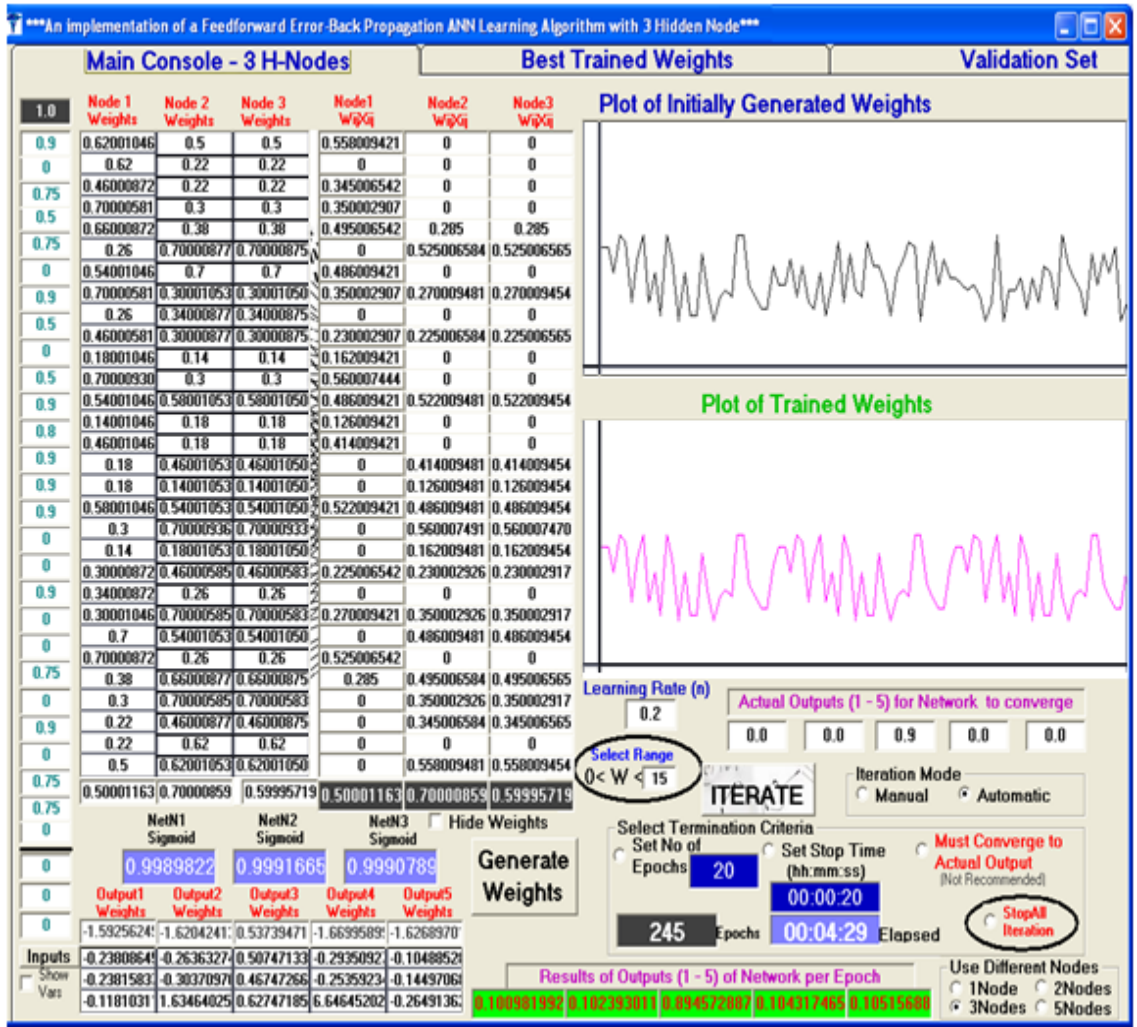 ***An implementation of a Feedforward Error-Back Propagation ANN Learning Algorithm with 3 Hidden Node***
Main Console - 3 H-Nodes Best Trained Weights Validation Set
1.0
0.9
0
0.75
0.5
0.75
0
0.9
0.5
0
0.5
0.9
0.8
0.9
0.9
0.9
0
0
0.9
0
0
0.75
0
0.9
0
0.75
0.75
0
0
0
0
Inputs
Show
Vars
Node 1 Node 2 Node 3 Node1 Node2 Node3
Weights Weights Weights WijXij WijXij WijXij
0.62001046 0.5 0.5 0.558009421 0 0
0.62 0.22 0.22 0 0 0
0.46000872 0.22 0.22 0.345006542 0 0
0.70000581 0.3 0.3 0.350002907 0 0
0.66000872 0.38 0.38 0.495006542 0.285 0.285
0.26 0.70000877 0.70000875 0 0.525006584 0.525006565
0.54001046 0.7 0.7 0.486009421 0 0
0.70000581 0.30001053 0.30001050 0.350002907 0.270009481 0.270009454
0.26 0.34000877 0.34000875 0 0 0
0.46000581 0.30000877 0.30000875 0.230002907 0.225006584 0.225006565
0.18001046 0.14 0.14 0.162009421 0 0
0.70000930 0.3 0.3 0.560007444 0 0
0.54001046 0.58001053 0.58001050 0.486009421 0.522009481 0.522009454
0.14001046 0.18 0.18 0.126009421 0 0
0.46001046 0.18 0.18 0.414009421 0 0
0.18 0.46001053 0.46001050 0 0.414009481 0.414009454
0.18 0.14001053 0.14001050 0 0.126009481 0.126009454
0.58001046 0.54001053 0.54001050 0.522009421 0.486009481 0.486009454
0.3 0.70000936 0.70000933 0 0.560007491 0.560007470
0.14 0.18001053 0.18001050 0 0.162009481 0.162009454
0.30000872 0.46000585 0.46000583 0.225006542 0.230002926 0.230002917
0.34000872 0.26 0.26 0 0 0
0.30001046 0.70000585 0.70000583 0.270009421 0.350002926 0.350002917
0.7 0.54001053 0.54001050 0 0.486009481 0.486009454
0.70000872 0.26 0.26 0.525006542 0 0
0.38 0.66000877 0.66000875 0.285 0.495006584 0.495006565
0.3 0.70000585 0.70000583 0 0.350002926 0.350002917
0.22 0.46000877 0.46000875 0 0.345006584 0.345006565
0.22 0.62 0.62 0 0 0
0.5 0.62001053 0.62001050 0 0.558009481 0.558009454
0.50001163 0.70000859 0.59995719 0.50001163 0.70000859 0.59995719
NetN1 NetN2 NetN3 Hide Weights
Sigmoid Sigmoid Sigmoid
0.9989822 0.9991665 0.9990789
Generate
Weights
Output1 Output2 Output3 Output4 Output5
Weights Weights Weights Weights Weights
-1.5925624 -1.6204241 0.53739471 -1.6699589 -1.6268970
-0.2380864 -0.2636327 0.50747133 -0.2935092 -0.1048852
-0.2381583 -0.3037097 0.46747266 -0.2535923 -0.1449706
-0.1181031 1.63464025 0.62747185 6.64645202 -0.2649136
Plot of Initially Generated Weights
Plot of Trained Weights
Learning Rate (n)
0.2
Actual Outputs (1 - 5) for Network to converge
0.0 0.0 0.9 0.0 0.0
Select Range
0< W < 15
ITERATE
Iteration Mode
Manual Automatic
Select Termination Criteria
Set No of
Epochs 20
Set Stop Time
(hh:mm:ss)
00:00:20
Must Converge to
Actual Output
(Not Recommended)
StopAll
Iteration
245 Epochs 00:04:29 Elapsed
Results of Outputs (1 - 5) of Network per Epoch
0.100981992 0.102393011 0.894572887 0.104317465 0.10515688
Use Different Nodes
1Node 2Nodes
3Nodes 5Nodes